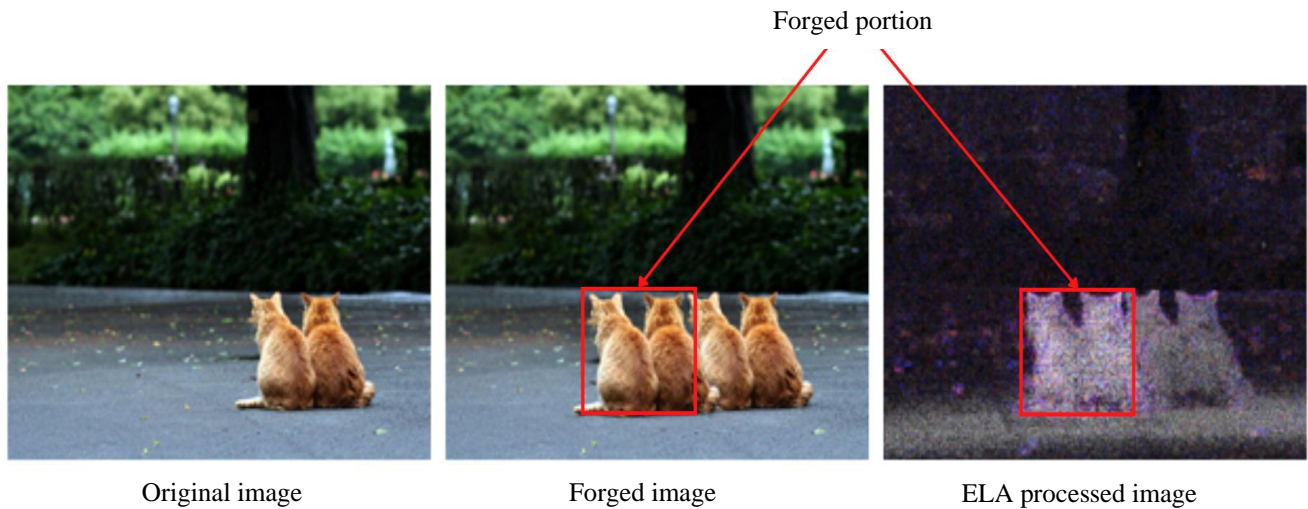 Forged portion
Original image
Forged image
ELA processed image